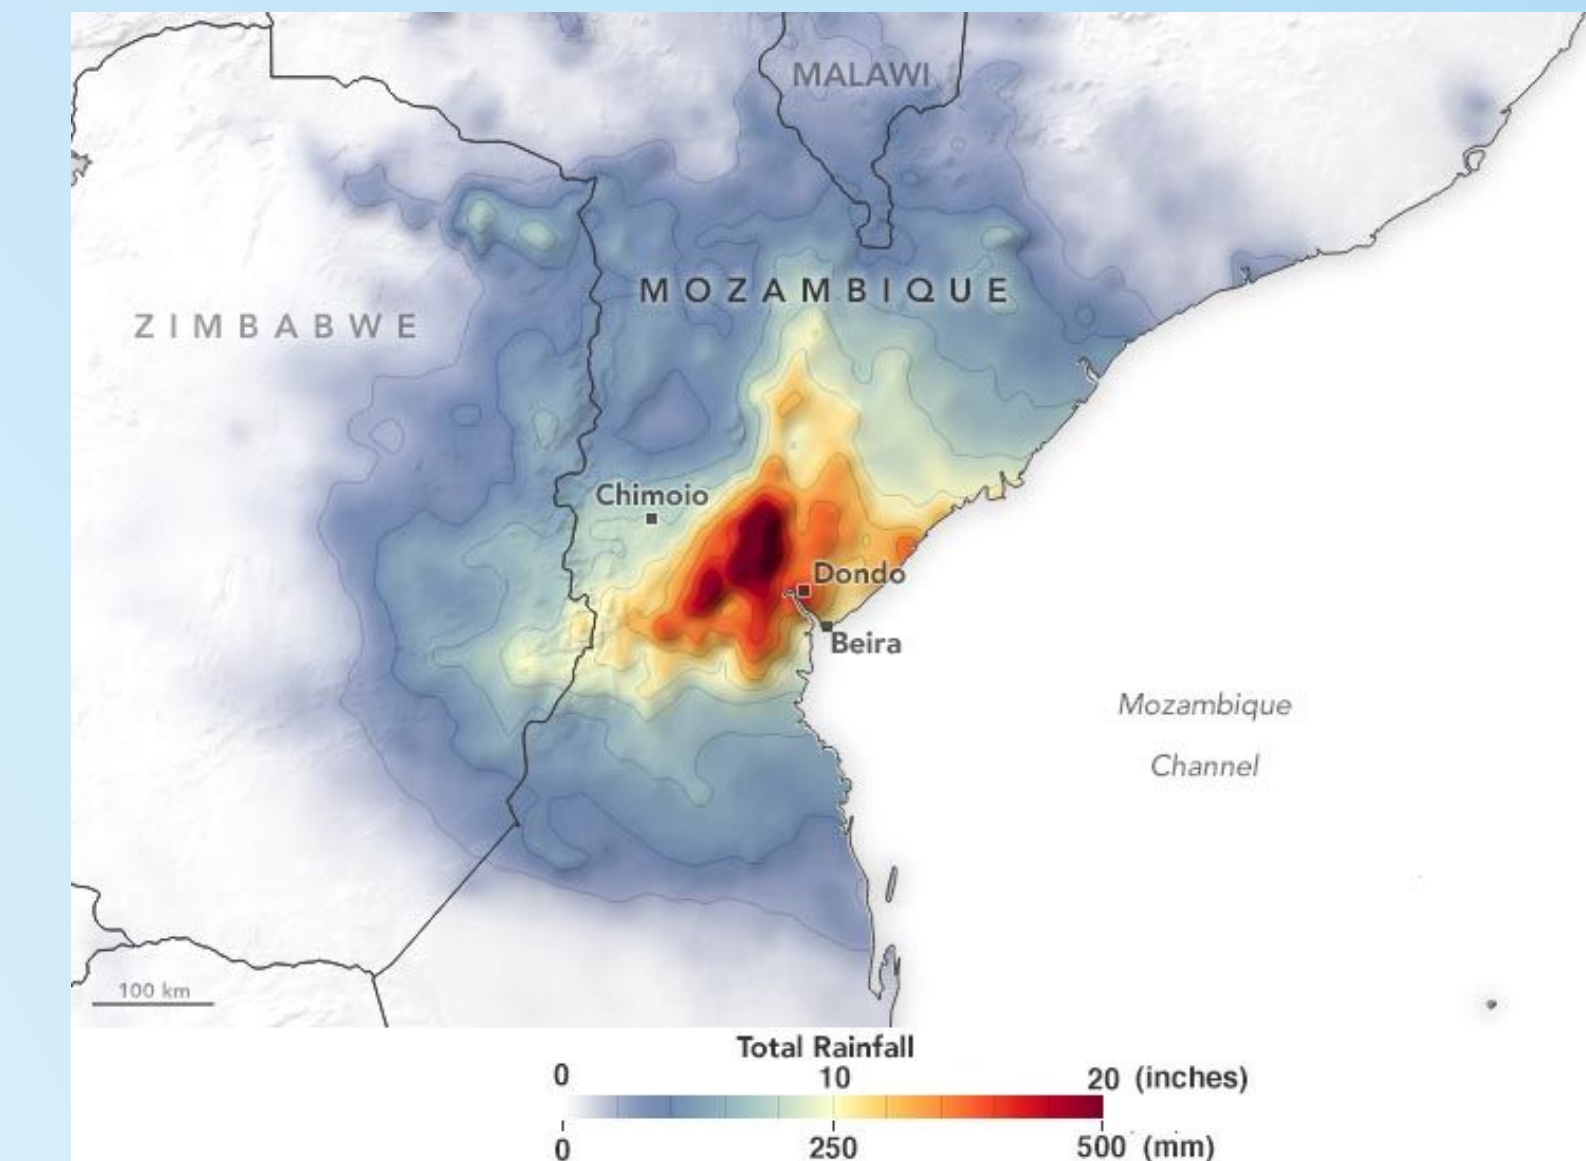 MALAWI
MOZAMBIQUE
ZIMBABWE
Chimoio
Dondo
Beira
Mozambique
Channel
100 km
Total Rainfall
0 10 20 (inches)
0 250 500 (mm)